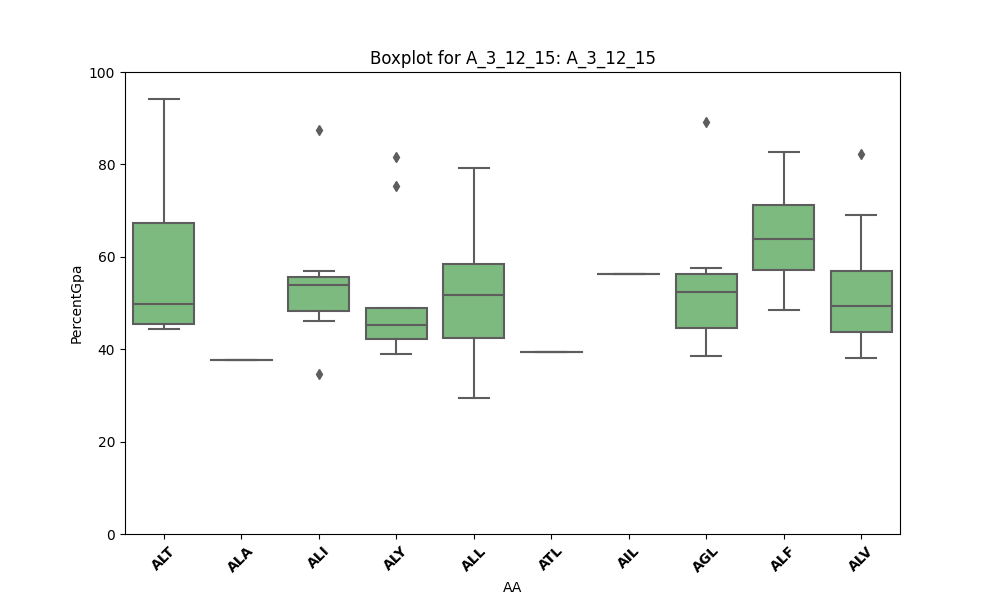 Boxplot for A_3_12_15: A_3_12_15
100
80
60
40
20
0
PercentGpa
ALT ALA ALI ALY ALL ATL AIL AGL ALF ALV
AA